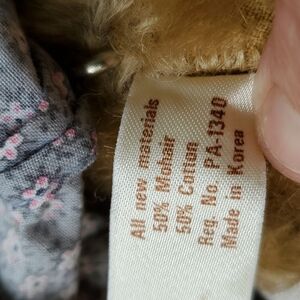 All new materials
50% Mohair
50% Cotton
Reg. No. PA-1340
Made in Korea